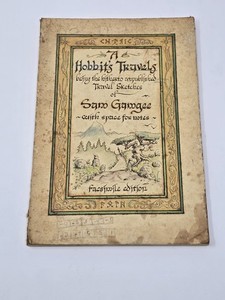 A
Hobbit's Travels
being the hitherto unpublished
Travel Sketches
of
Sam Gamgee
- with space for notes -
facsimile edition